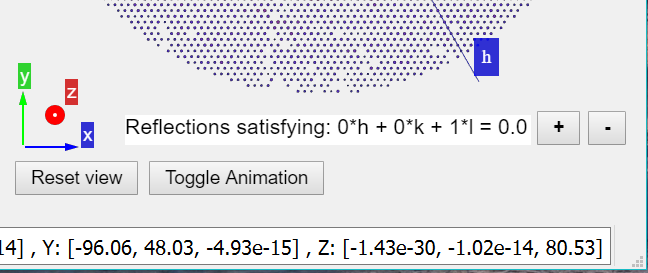 h
y
z
x
Reflections satisfying: 0*h + 0*k + 1*l = 0.0
+
-
Reset view
Toggle Animation
14] , Y: [-96.06, 48.03, -4.93e-15] , Z: [-1.43e-30, -1.02e-14, 80.53]